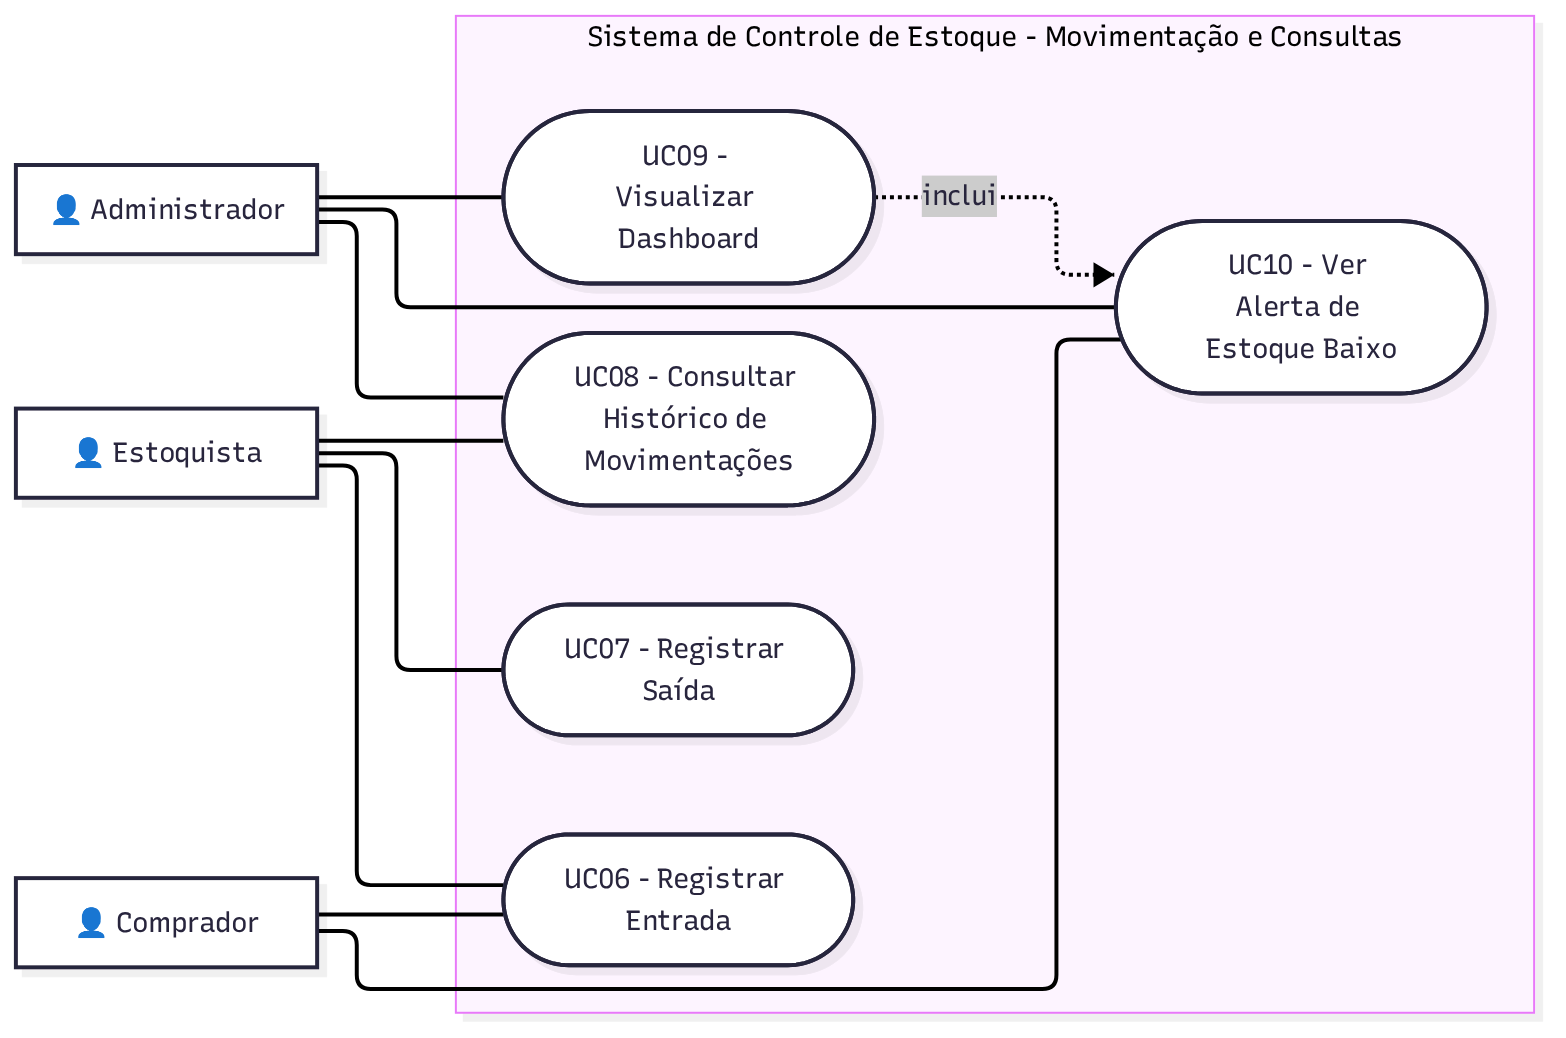 Sistema de Controle de Estoque - Movimentação e Consultas
Administrador
UC09 -
Visualizar
Dashboard
inclui
UC10 - Ver
Alerta de
Estoque Baixo
UC08 - Consultar
Histórico de
Movimentações
Estoquista
UC07 - Registrar
Saída
UC06 - Registrar
Entrada
Comprador